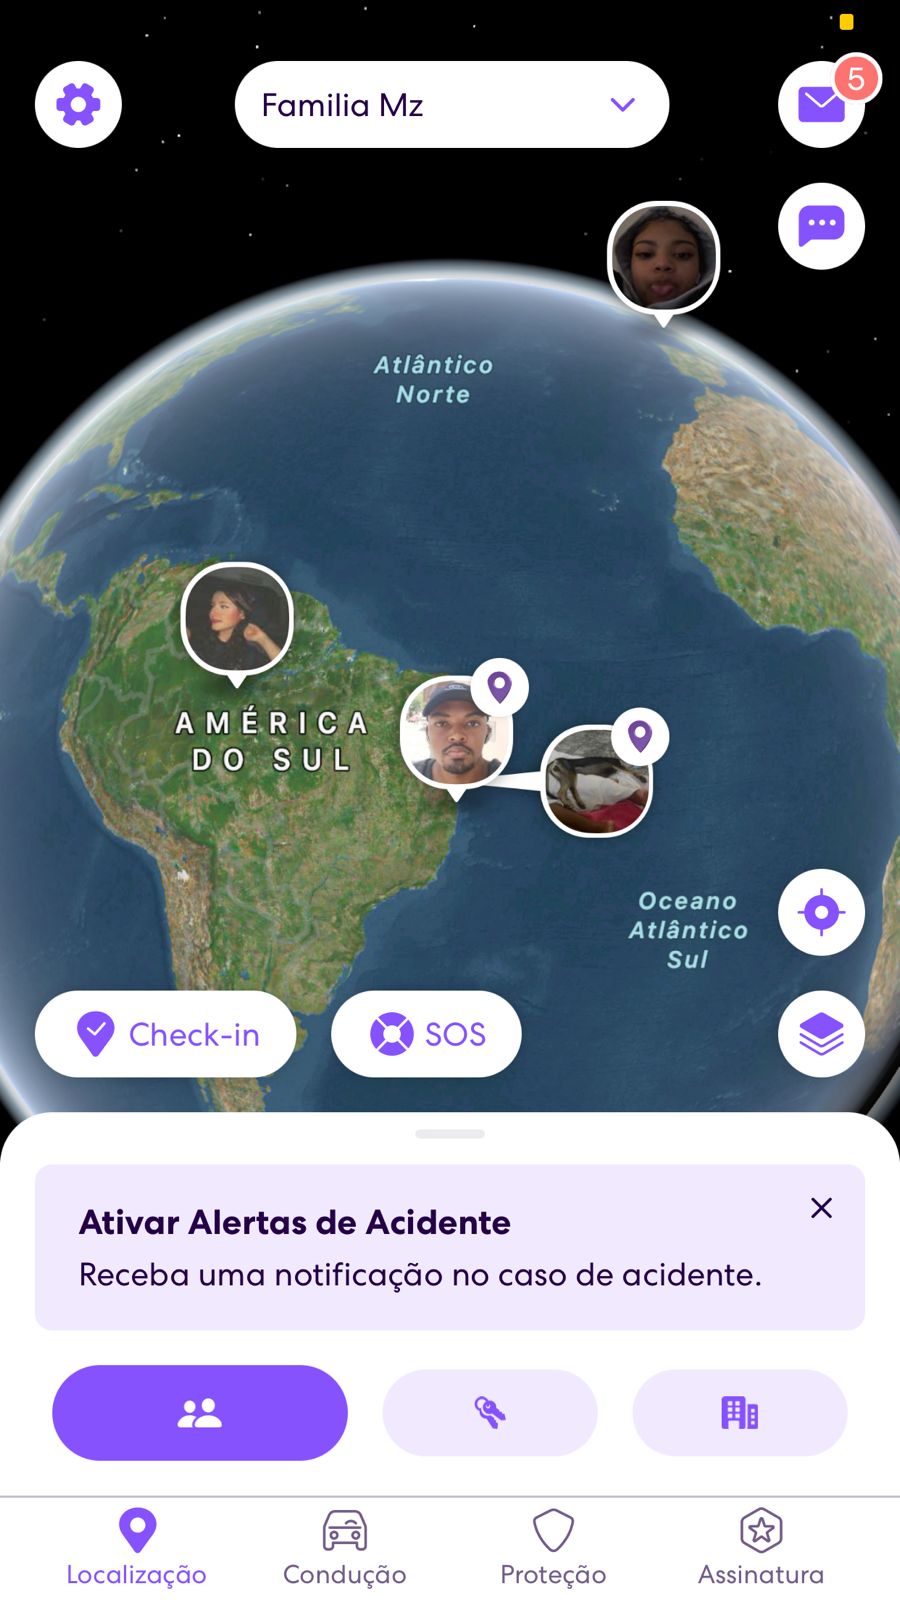 Familia Mz
5
Atlântico
Norte
AMÉRICA
DO SUL
Oceano
Atlântico
Sul
Check-in
SOS
Ativar Alertas de Acidente
Receba uma notificação no caso de acidente.
Localização
Condução
Proteção
Assinatura